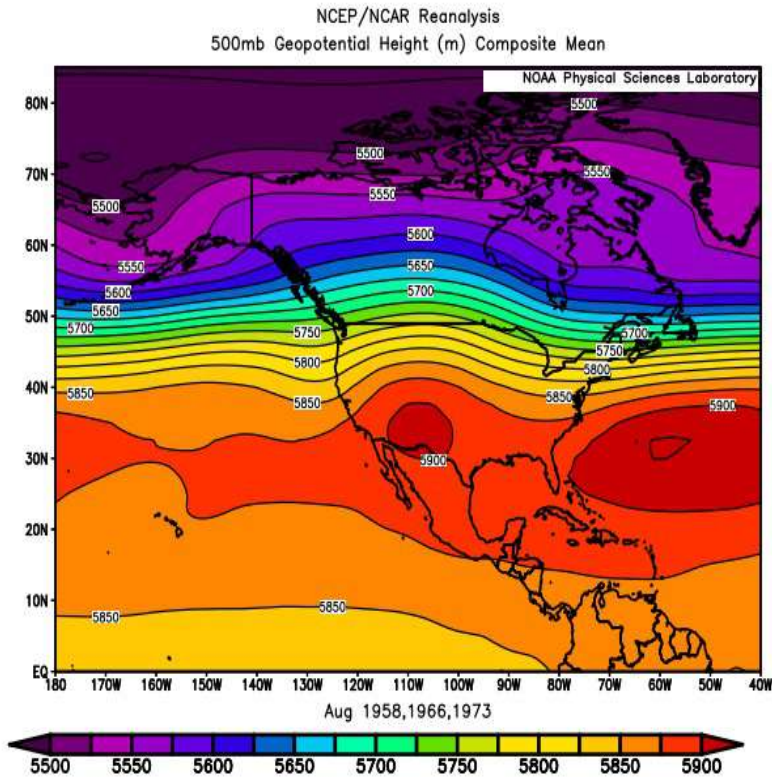 NCEP/NCAR Reanalysis
500mb Geopotential Height (m) Composite Mean
NOAA Physical Sciences Laboratory
80N
5500
70N
5500
5550
5550
5500
60N
5600
5550
5650
5600
5700
5650
50N
5700
5750
5700
5750
5800
5800
40N
5850
5850
5850
5900
30N
5900
20N
10N
5850
5850
EQ
180 170W 160W 150W 140W 130W 120W 110W 100W 90W 80W 70W 60W 50W 40W
Aug 1958,1966,1973
5500 5550 5600 5650 5700 5750 5800 5850 5900